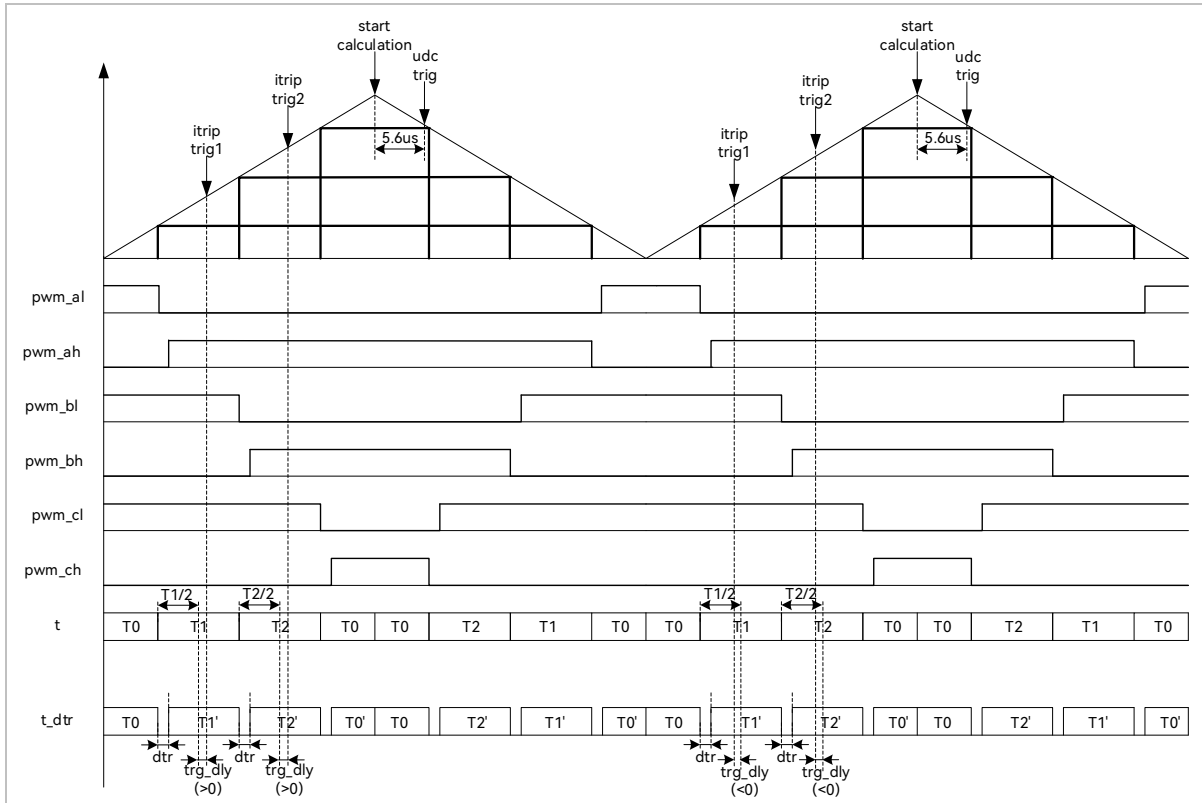 start
calculation
udc
trig
itrip
trig2
itrip
trig1
5.6us
start
calculation
udc
trig
itrip
trig2
itrip
trig1
5.6us
pwm_al
pwm_ah
pwm_bl
pwm_bh
pwm_cl
pwm_ch
T1/2 T2/2 T1/2 T2/2
t T0 T1 T2 T0 T0 T2 T1 T0 T0 T1 T2 T0 T0 T2 T1 T0
t_dtr T0 T1' T2' T0' T0 T2' T1' T0' T0 T1' T2' T0' T0 T2' T1' T0'
dtr dtr dtr dtr
trg_dly trg_dly trg_dly trg_dly
(>0) (>0) (<0) (<0)